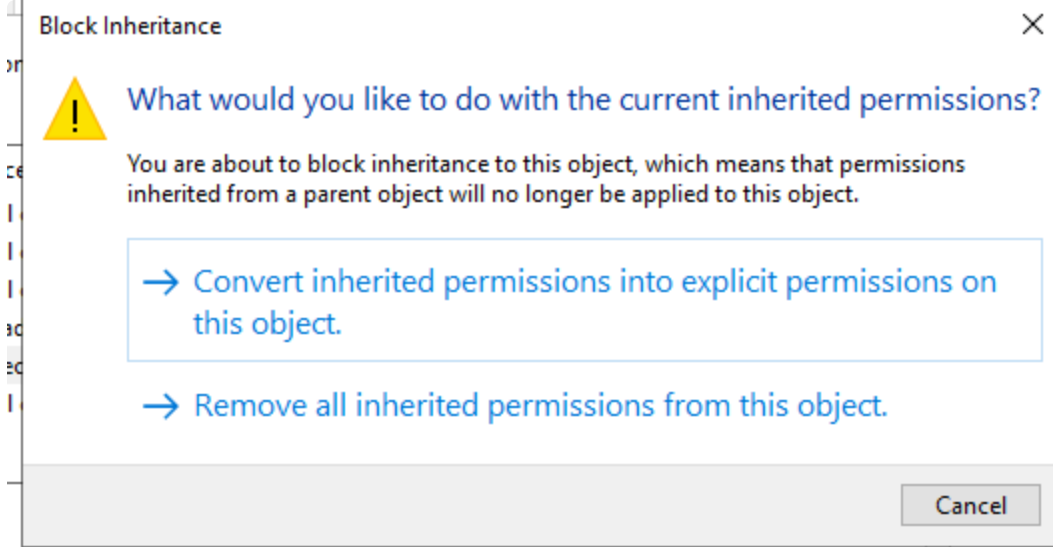 Block Inheritance
What would you like to do with the current inherited permissions?
You are about to block inheritance to this object, which means that permissions
inherited from a parent object will no longer be applied to this object.
Convert inherited permissions into explicit permissions on
this object.
Remove all inherited permissions from this object.
Cancel